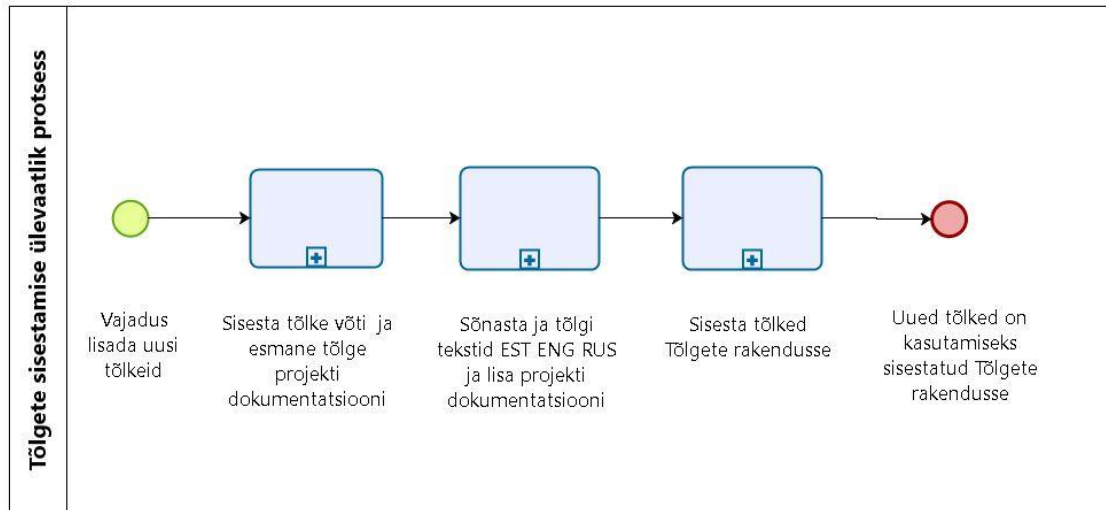 Tõlgete sisestamise ülevaatlik protsess
Vajadus
lisada uusi
tõlkeid
Sisesta tõlke võti ja
esmane tõlge
projekti
dokumentatsiooni
Sõnasta ja tõlgi
tekstid EST ENG RUS
ja lisa projekti
dokumentatsiooni
Sisesta tõlked
Tõlgete rakendusse
Uued tõlked on
kasutamiseks
sisestatud Tõlgete
rakendusse